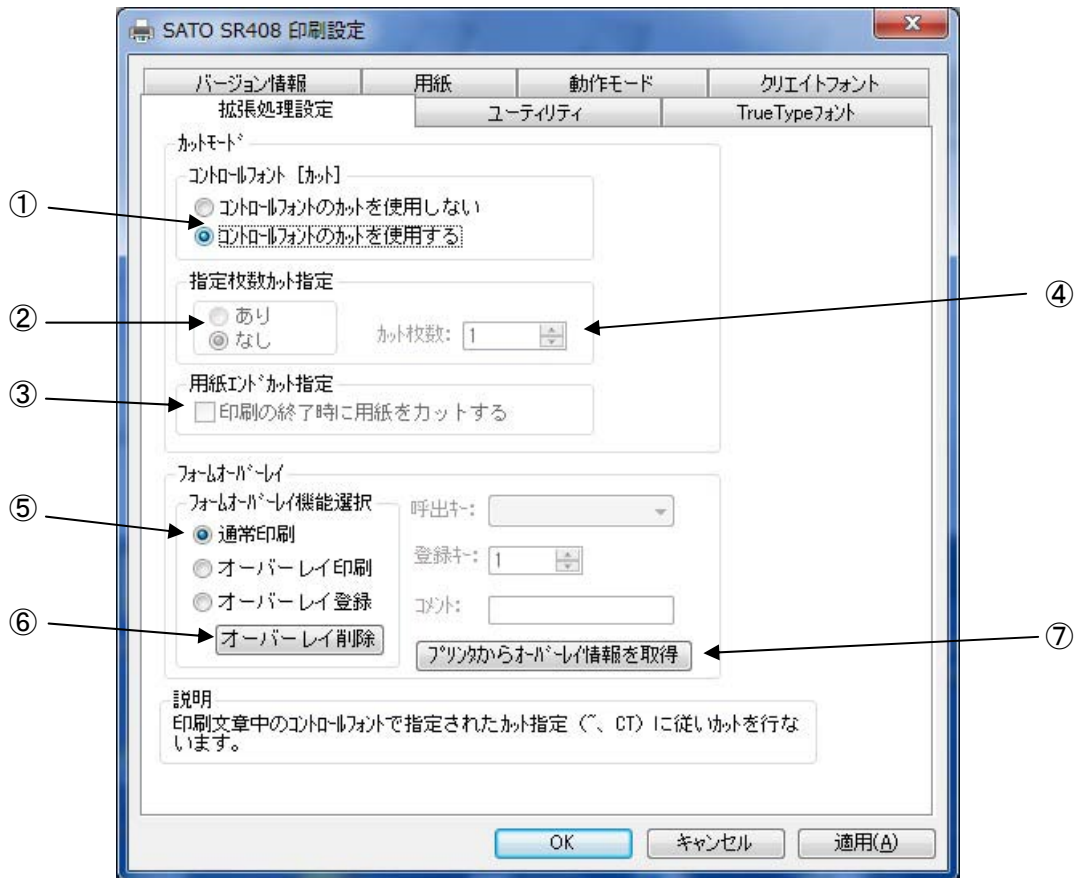 SATO SR408 印刷設定
バージョン情報 用紙 動作モード クリエイトフォント
拡張処理設定 ユーティリティ TrueTypeフォント
ｶｯﾄﾓｰﾄﾞ
ｺﾝﾄﾛｰﾙﾌｫﾝﾄ [ｶｯﾄ]
① ｺﾝﾄﾛｰﾙﾌｫﾝﾄのｶｯﾄを使用しない
ｺﾝﾄﾛｰﾙﾌｫﾝﾄのｶｯﾄを使用する
指定枚数ｶｯﾄ指定
④
② あり
なし ｶｯﾄ枚数: 1
用紙ｴﾝﾄﾞｶｯﾄ指定
③ 印刷の終了時に用紙をカットする
ﾌｫｰﾑｵｰﾊﾞｰﾚｲ
ﾌｫｰﾑｵｰﾊﾞｰﾚｲ機能選択
⑤ 通常印刷 呼出ｷｰ:
オーバーレイ印刷 登録ｷｰ: 1
オーバーレイ登録 ｺﾒﾝﾄ:
⑥ オーバーレイ削除
ﾌﾟﾘﾝﾀからｵｰﾊﾞｰﾚｲ情報を取得 ⑦
説明
印刷文章中のｺﾝﾄﾛｰﾙﾌｫﾝﾄで指定されたｶｯﾄ指定（~、CT）に従いｶｯﾄを行な
います。
OK キャンセル 適用(A)